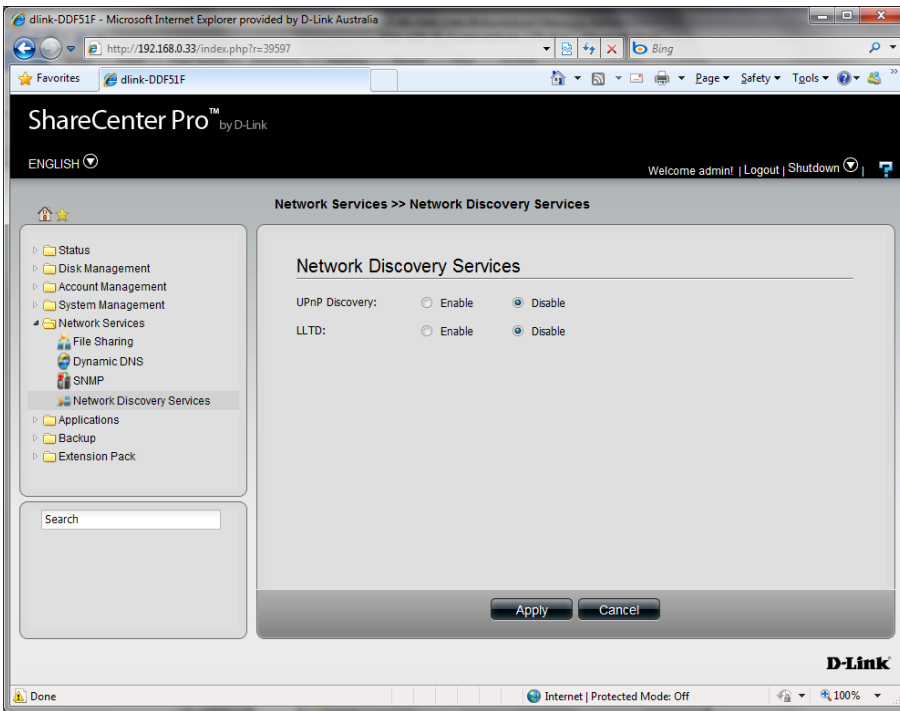 dlink-DDF51F - Microsoft Internet Explorer provided by D-Link Australia
http://192.168.0.33/index.php?r=39597
Bing
Favorites
dlink-DDF51F
Page
Safety
Tools
ShareCenter Pro™ by D-Link
ENGLISH
Welcome admin! | Logout | Shutdown |
Network Services >> Network Discovery Services
Status
Disk Management
Account Management
System Management
Network Services
File Sharing
Dynamic DNS
SNMP
Network Discovery Services
Applications
Backup
Extension Pack
Search
Network Discovery Services
UPnP Discovery: Enable Disable
LLTD: Enable Disable
Apply Cancel
D-Link
Done
Internet | Protected Mode: Off
100%